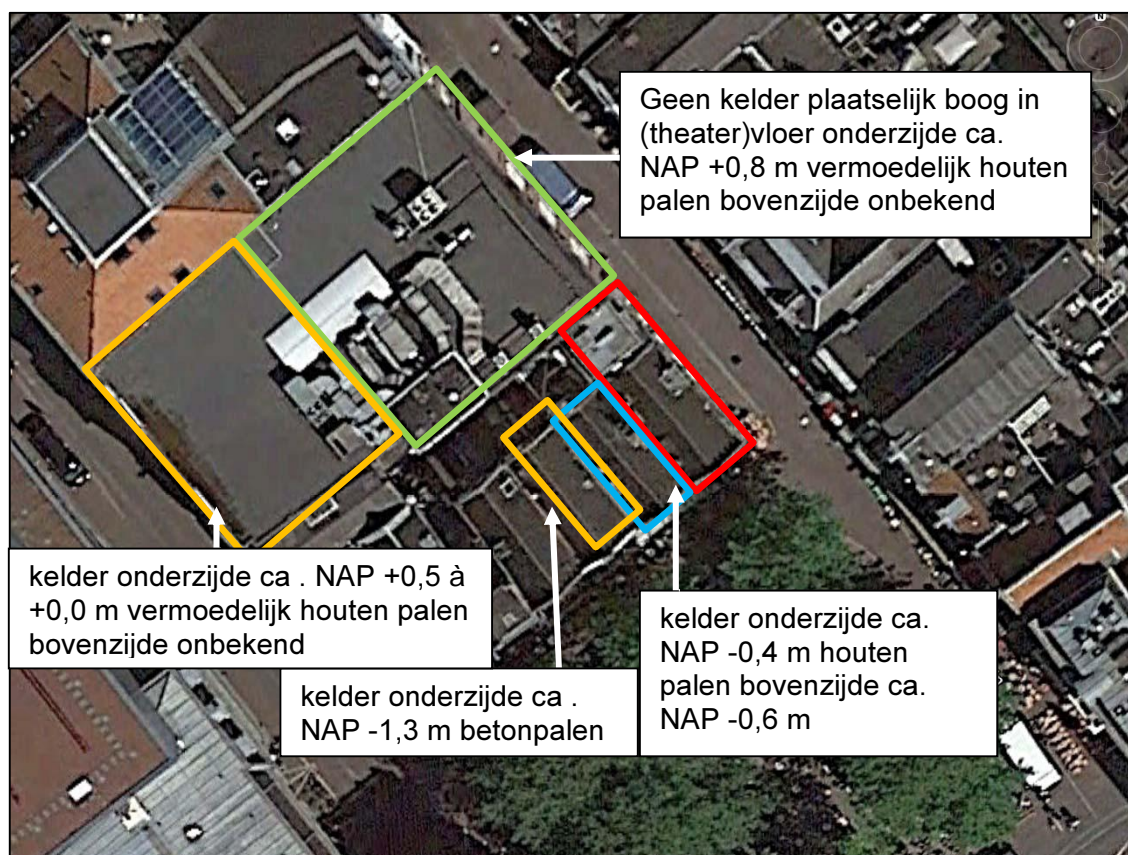 Geen kelder plaatselijk boog in
(theater)vloer onderzijde ca.
NAP +0,8 m vermoedelijk houten
palen bovenzijde onbekend
kelder onderzijde ca . NAP +0,5 à
+0,0 m vermoedelijk houten palen
bovenzijde onbekend
kelder onderzijde ca .
NAP -1,3 m betonpalen
kelder onderzijde ca.
NAP -0,4 m houten
palen bovenzijde ca.
NAP -0,6 m
N